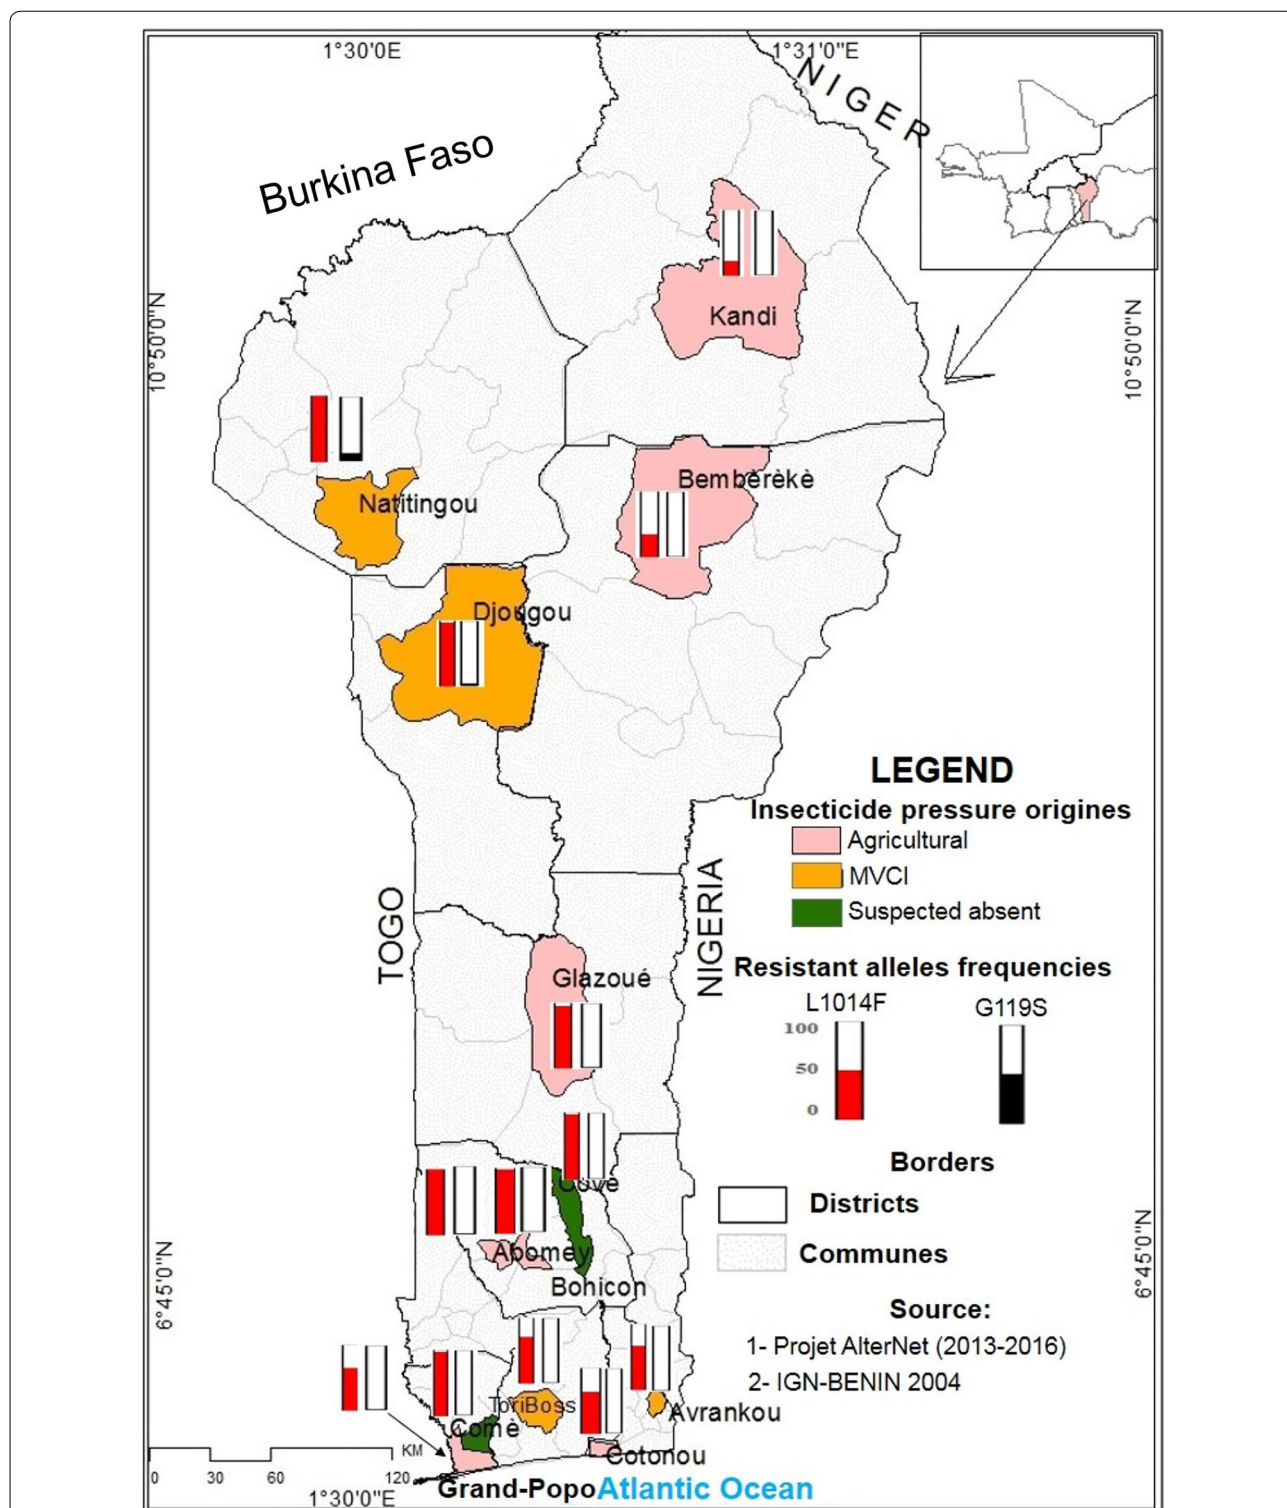 1°30'0"E
1°31'0"E
NIGER
Burkina Faso
10°50'0"N
10°50'0"N
Kandi
Bembèrèkè
Natitingou
Djougou
LEGEND
Insecticide pressure origines
Agricultural
MVCI
Suspected absent
TOGO
NIGERIA
Glazoué
Resistant alleles frequencies
L1014F
G119S
100
50
0
Covè
Borders
Districts
Communes
Abomey
Bohicon
6°45'0"N
6°45'0"N
Source:
1- Projet AlterNet (2013-2016)
2- IGN-BENIN 2004
ToriBoss
Avrankou
Comè
Cotonou
KM
0 30 60 120
Grand-Popo
Atlantic Ocean
1°30'0"E